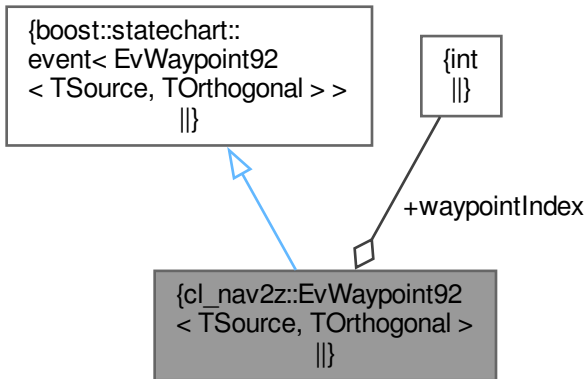 {boost::statechart::
event< EvWaypoint92
< TSource, TOrthogonal > >
||}
{int
||}
+waypointIndex
{cl_nav2z::EvWaypoint92
< TSource, TOrthogonal >
||}